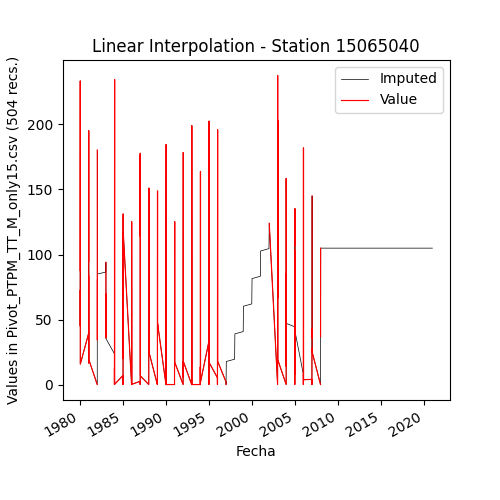 Linear Interpolation - Station 15065040
Values in Pivot_PTPM_TT_M_only15.csv (504 recs.)
Imputed
Value
200
150
100
50
0
1980
1985
1990
1995
2000
2005
2010
2015
2020
Fecha